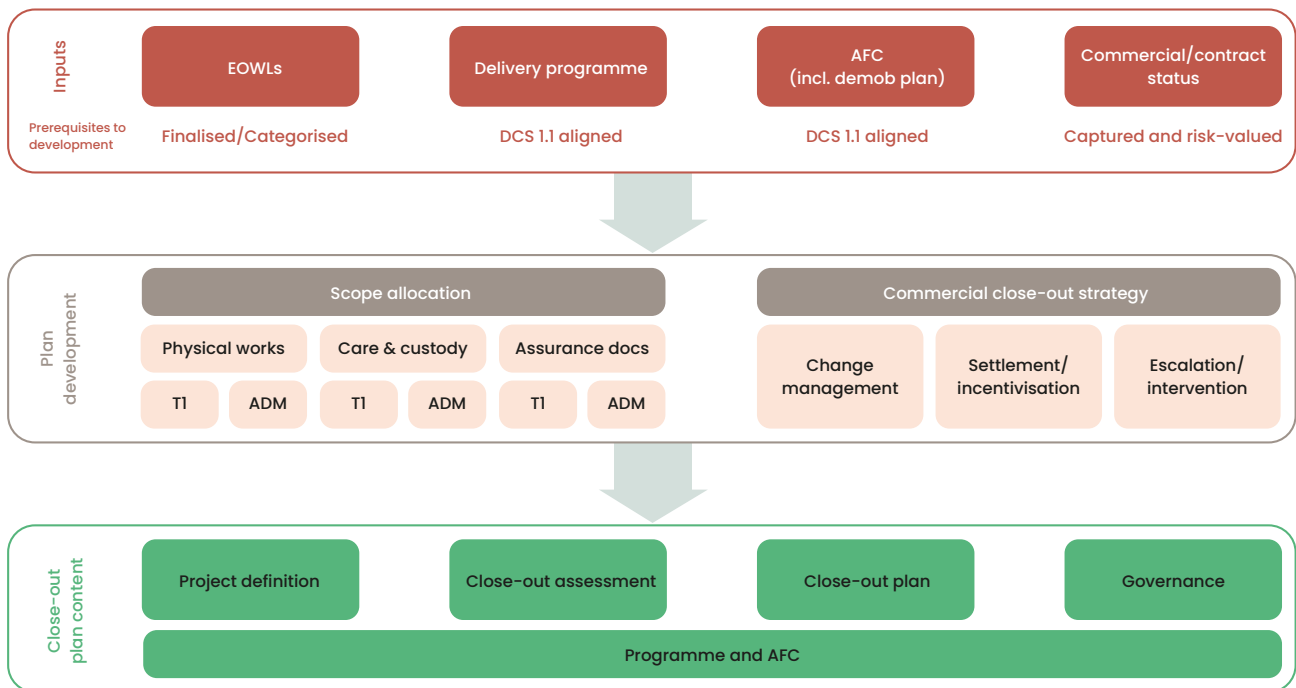 Inputs
EOWLs
Delivery programme
AFC
(incl. demob plan)
Commercial/contract
status
Prerequisites to
development
Finalised/Categorised
DCS 1.1 aligned
DCS 1.1 aligned
Captured and risk-valued
Plan
development
Scope allocation
Commercial close-out strategy
Physical works
Care & custody
Assurance docs
T1
ADM
T1
ADM
T1
ADM
Change
management
Settlement/
incentivisation
Escalation/
intervention
Close-out
plan content
Project definition
Close-out assessment
Close-out plan
Governance
Programme and AFC